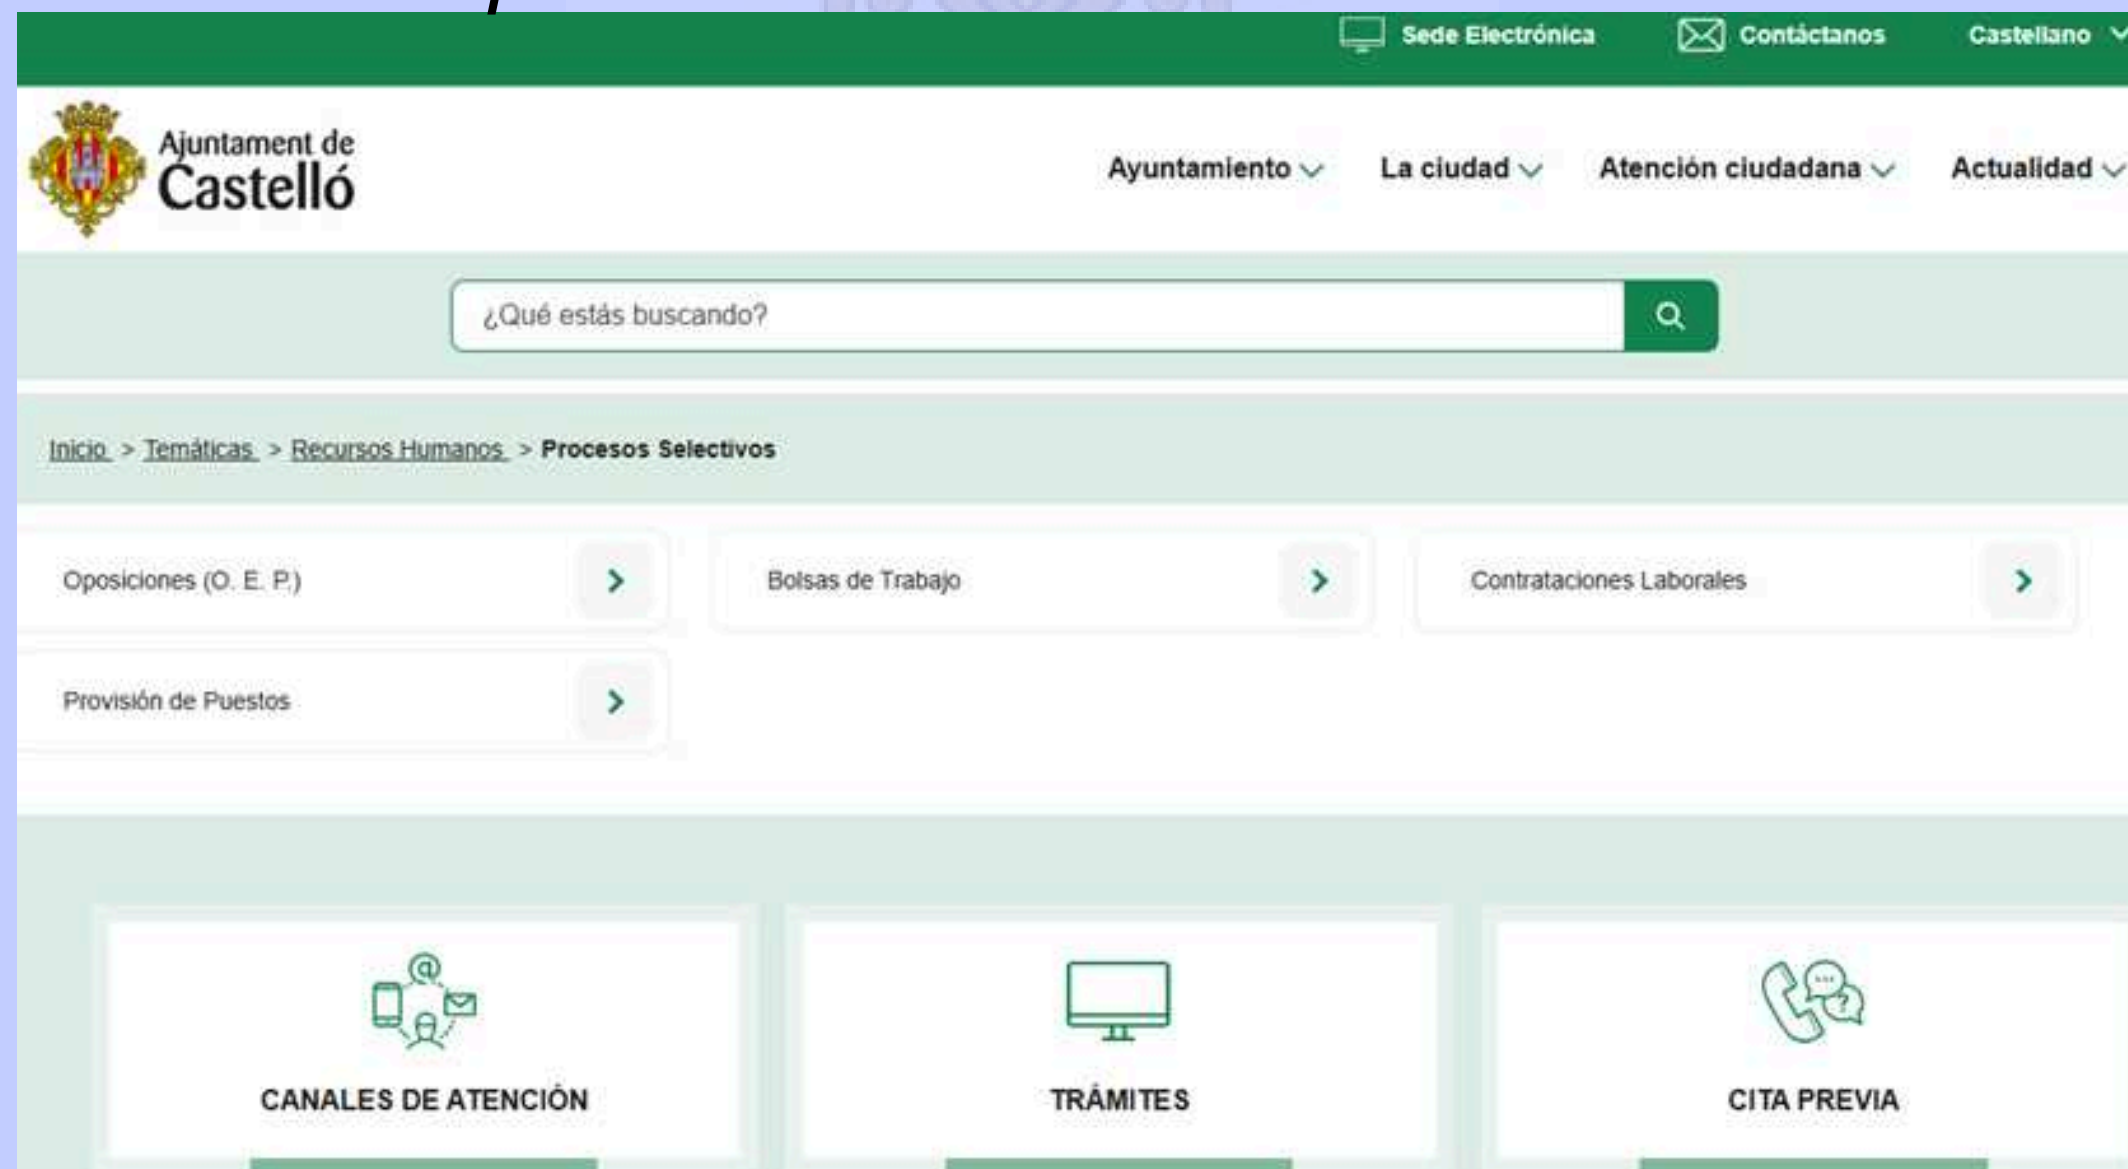 Sede Electrónica Contáctanos Castellano
Ajuntament de
Castelló
Ayuntamiento La ciudad Atención ciudadana Actualidad
¿Qué estás buscando?
Inicio > Temáticas > Recursos Humanos > Procesos Selectivos
Oposiciones (O. E. P.) Bolsas de Trabajo Contrataciones Laborales
Provisión de Puestos
CANALES DE ATENCIÓN TRÁMITES CITA PREVIA